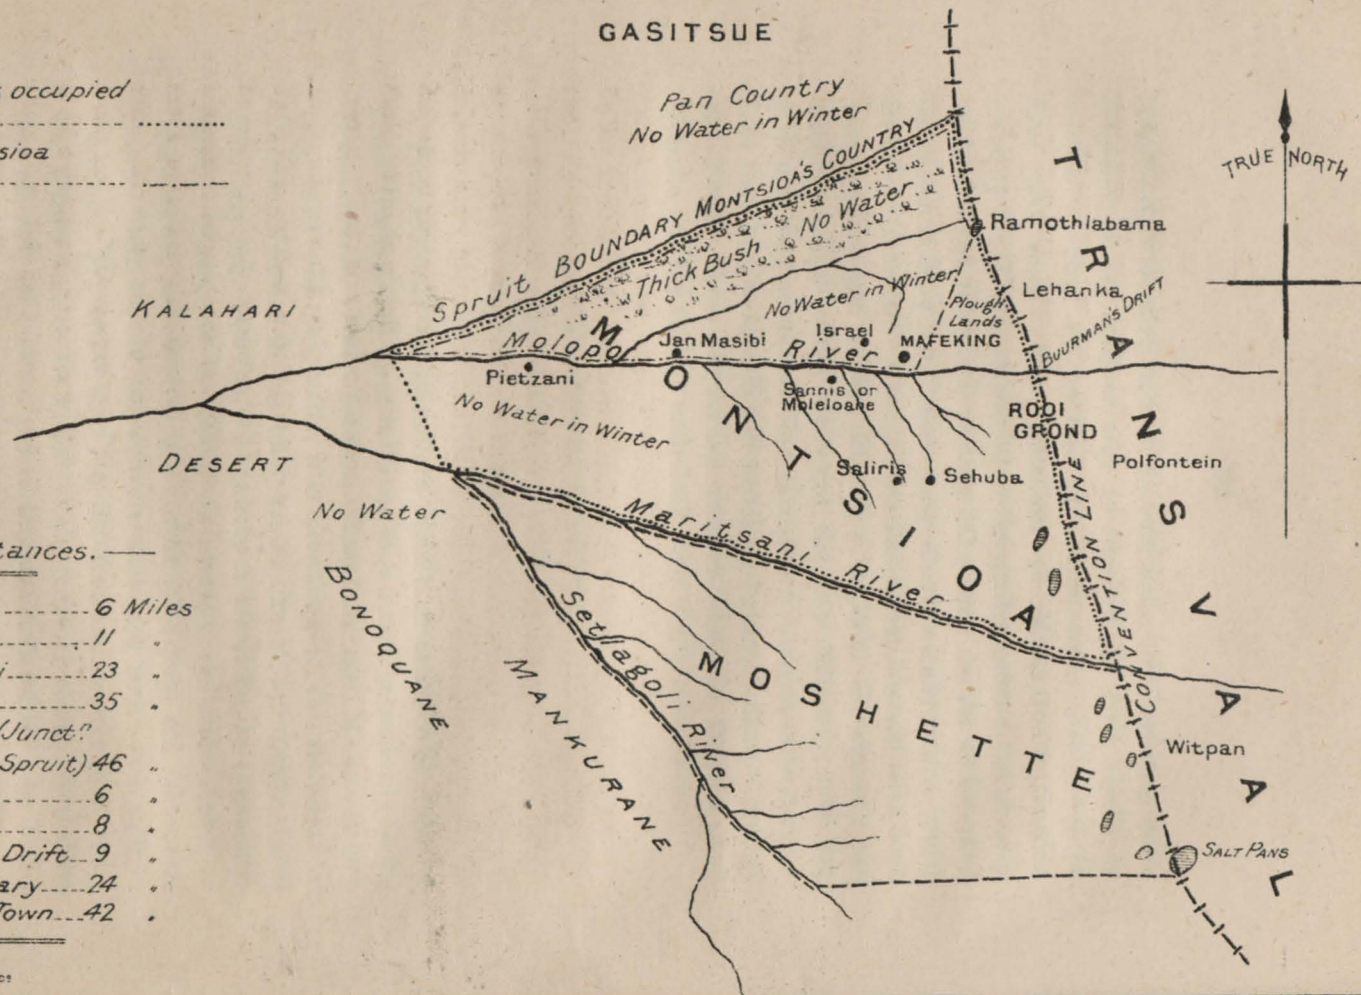 GASITSUE
Pan Country
No Water in Winter
occupied
sioa
TRUE NORTH
Spruit BOUNDARY MONTSIOA'S COUNTRY
Thick Bush No Water
TRANSVAAL
Ramothlabama
No Water in Winter
Plough
Lands
Lehanka
BUURMAN'S DRIFT
KALAHARI
DESERT
Molopo River
Jan Masibi
Israel
MAFEKING
Pietzani
Sannis or
Moleloane
No Water in Winter
MONTSIOA
ROOI
GROND
Polfontein
Saliris
Sehuba
CONVENTION LINE
No Water
Maritsani River
Setlagoli River
BONOQUANE
MANKURANE
MOSHETTE
Witpan
SALT PANS
tances.
6 Miles
11 "
i 23 "
35 "
(Junctn.
Spruit) 46 "
6 "
8 "
Drift 9 "
ary 24 "
Town 42 "